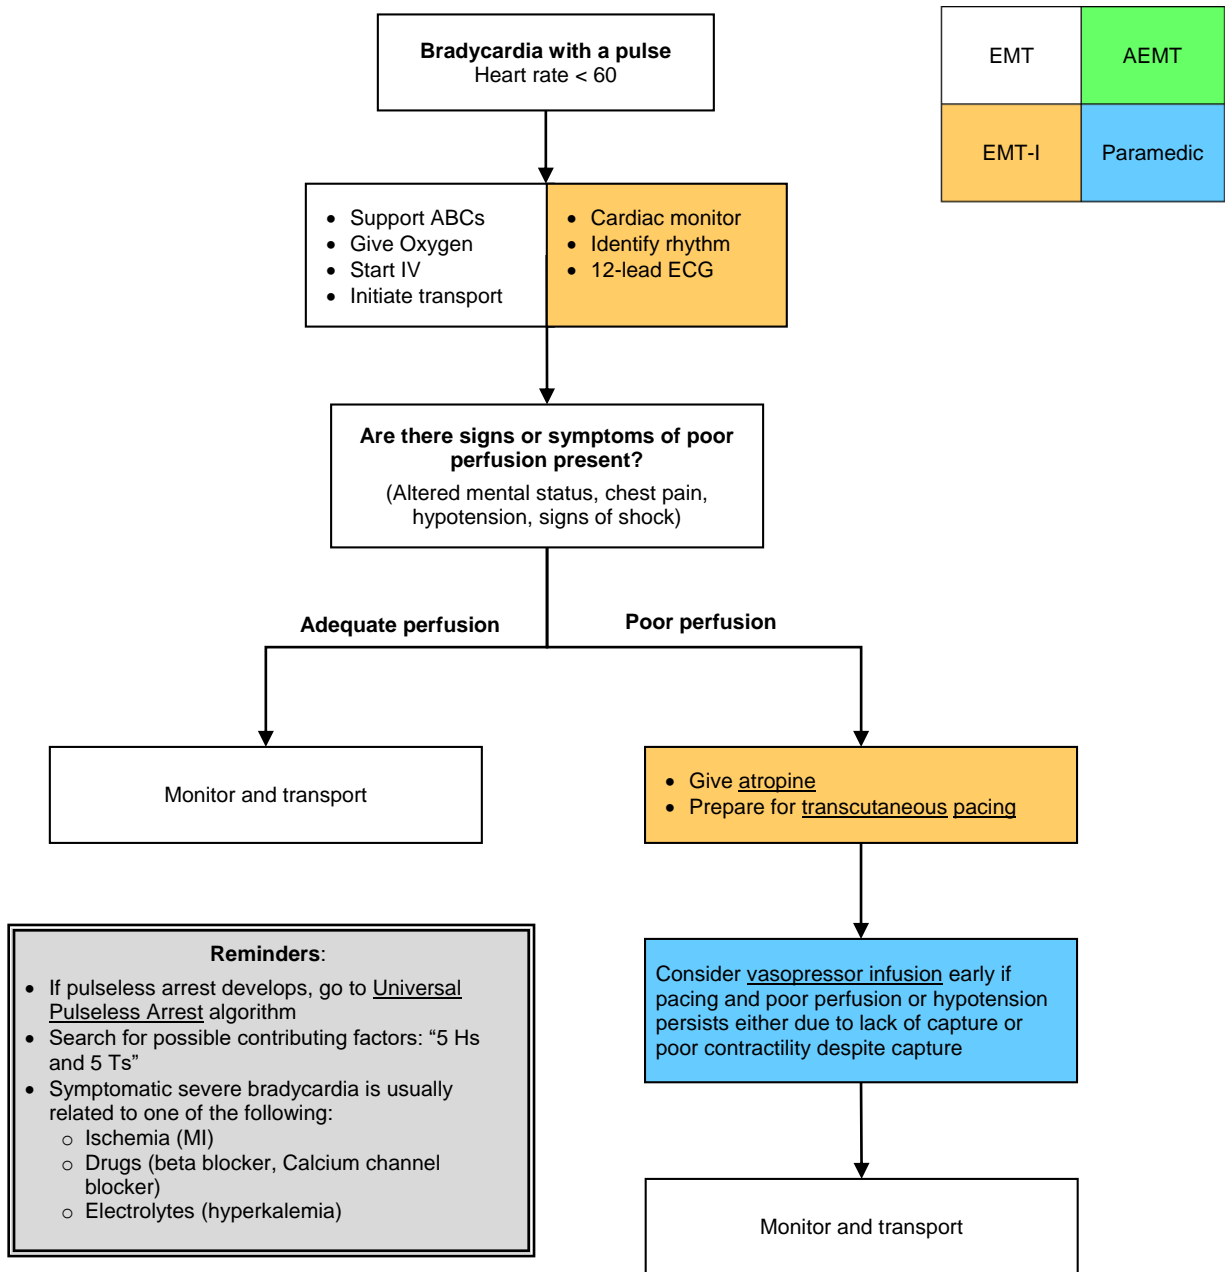 Bradycardia with a pulse
Heart rate < 60
EMT
AEMT
EMT-I
Paramedic
• Support ABCs
• Give Oxygen
• Start IV
• Initiate transport
• Cardiac monitor
• Identify rhythm
• 12-lead ECG
Are there signs or symptoms of poor
perfusion present?
(Altered mental status, chest pain,
hypotension, signs of shock)
Adequate perfusion
Poor perfusion
Monitor and transport
• Give atropine
• Prepare for transcutaneous pacing
Reminders:
• If pulseless arrest develops, go to Universal
Pulseless Arrest algorithm
• Search for possible contributing factors: “5 Hs
and 5 Ts”
• Symptomatic severe bradycardia is usually
related to one of the following:
o Ischemia (MI)
o Drugs (beta blocker, Calcium channel
blocker)
o Electrolytes (hyperkalemia)
Consider vasopressor infusion early if
pacing and poor perfusion or hypotension
persists either due to lack of capture or
poor contractility despite capture
Monitor and transport